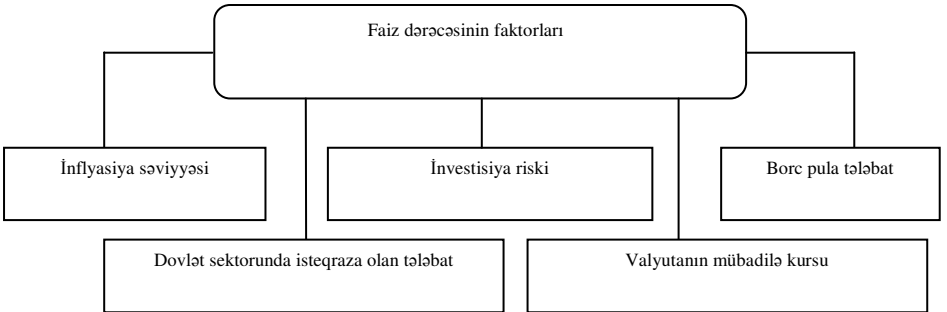 Faiz dərəcəsinin faktorları
İnflyasiya səviyyəsi
İnvestisiya riski
Borc pula tələbat
Dovlət sektorunda isteqraza olan tələbat
Valyutanın mübadilə kursu